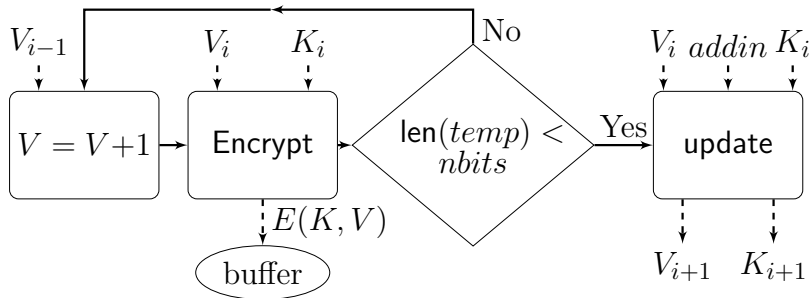 No
V_{i−1}
V_i
K_i
V_i
addin
K_i
V = V+1
Encrypt
len(temp) <
nbits
Yes
update
E(K, V)
buffer
V_{i+1}
K_{i+1}